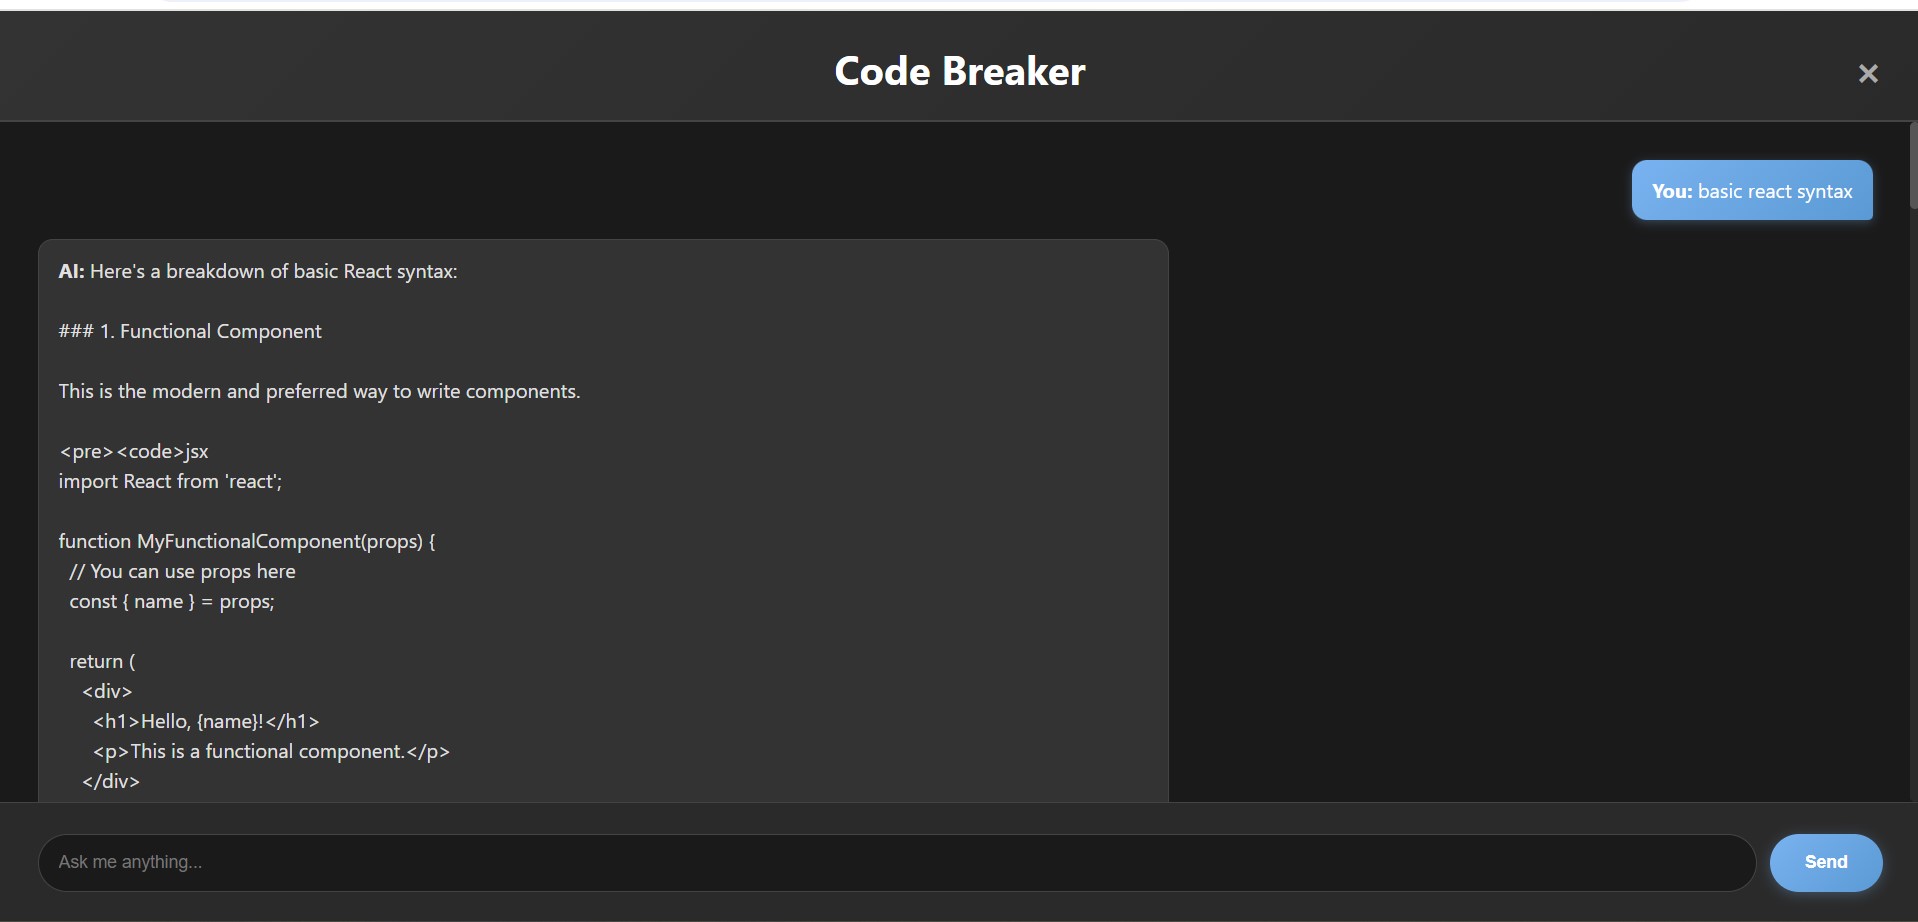 Code Breaker
×
You: basic react syntax
AI: Here's a breakdown of basic React syntax:
### 1. Functional Component
This is the modern and preferred way to write components.
<pre><code>jsx
import React from 'react';
function MyFunctionalComponent(props) {
  // You can use props here
  const { name } = props;
  return (
    <div>
      <h1>Hello, {name}!</h1>
      <p>This is a functional component.</p>
    </div>
Ask me anything...
Send